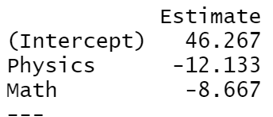 Estimate
(Intercept) 46.267
Physics -12.133
Math -8.667
---